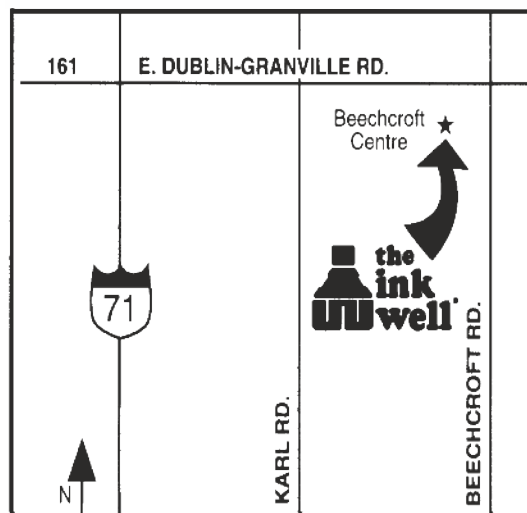 161 E. DUBLIN-GRANVILLE RD.
Beechcroft
Centre
the
ink
well
71
KARL RD.
BEECHCROFT RD.
N